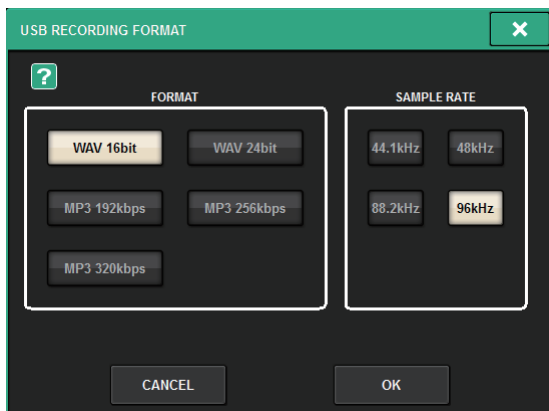 USB RECORDING FORMAT
×
?
FORMAT
WAV 16bit
WAV 24bit
MP3 192kbps
MP3 256kbps
MP3 320kbps
SAMPLE RATE
44.1kHz
48kHz
88.2kHz
96kHz
CANCEL
OK